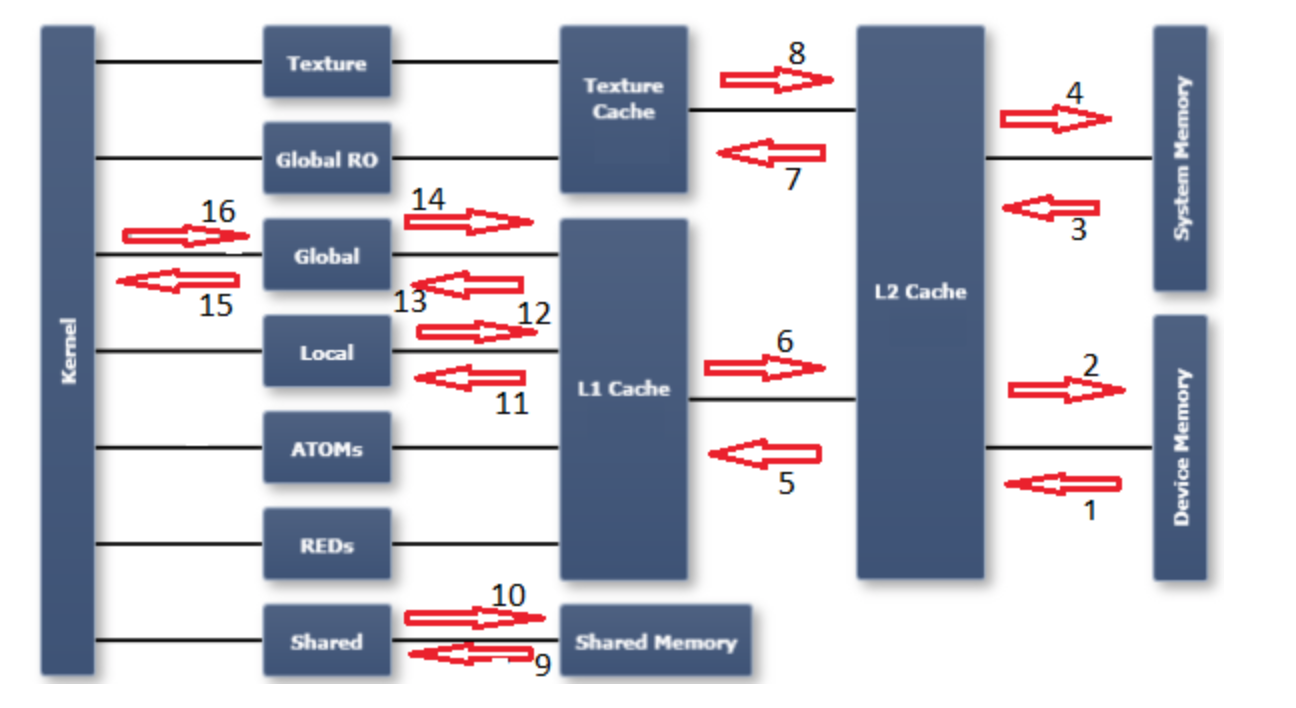 Kernel
Texture
Global RO
16
15
Global
14
13
12
Local
11
ATOMs
REDs
Shared
10
9
Texture
Cache
L1 Cache
Shared Memory
8
7
6
5
L2 Cache
4
3
2
1
System Memory
Device Memory